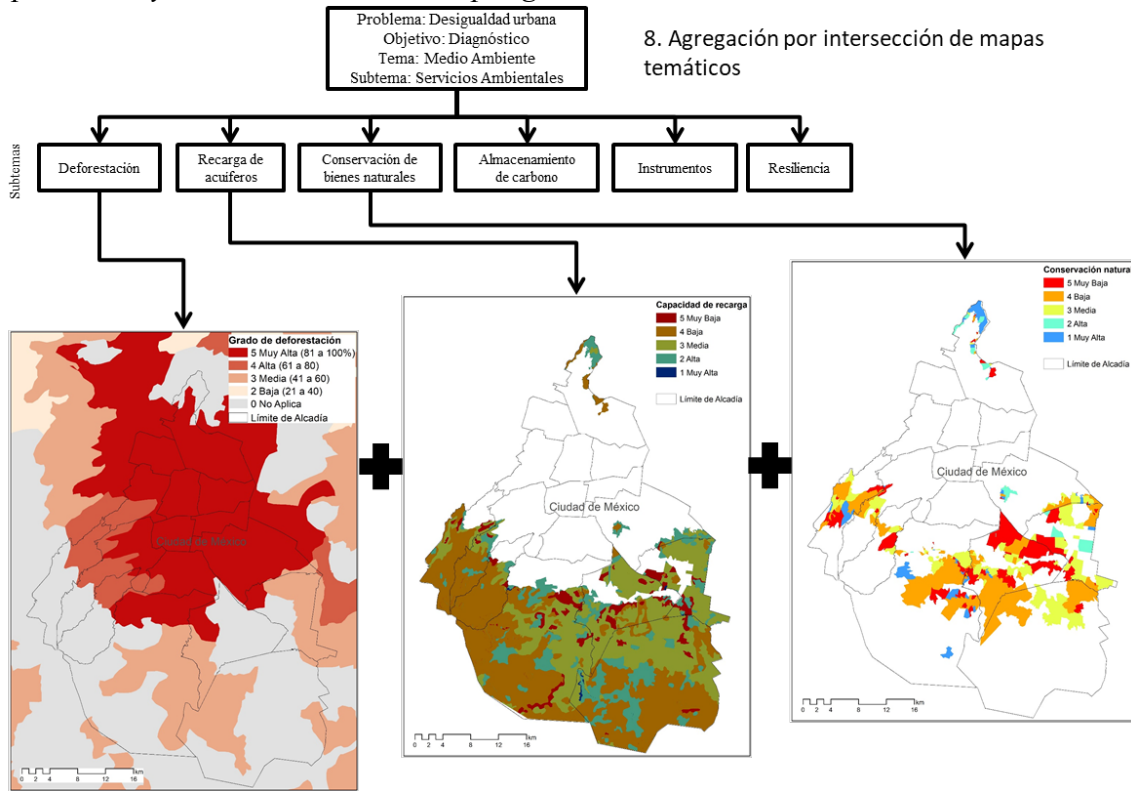 Problema: Desigualdad urbana
Objetivo: Diagnóstico
Tema: Medio Ambiente
Subtema: Servicios Ambientales
8. Agregación por intersección de mapas
temáticos
Subtemas
Deforestación
Recarga de
acuiferos
Conservación de
bienes naturales
Almacenamiento
de carbono
Instrumentos
Resiliencia
Grado de deforestación
5 Muy Alta (81 a 100%)
4 Alta (61 a 80)
3 Media (41 a 60)
2 Baja (21 a 40)
0 No Aplica
Límite de Alcadía
Ciudad de México
0 2 4 8 12 16
km
Capacidad de recarga
5 Muy Baja
4 Baja
3 Media
2 Alta
1 Muy Alta
Límite de Alcadía
Ciudad de México
0 2 4 8 12 16
km
Conservación natural
5 Muy Baja
4 Baja
3 Media
2 Alta
1 Muy Alta
Límite de Alcadía
Ciudad de México
0 2 4 8 12 16
km